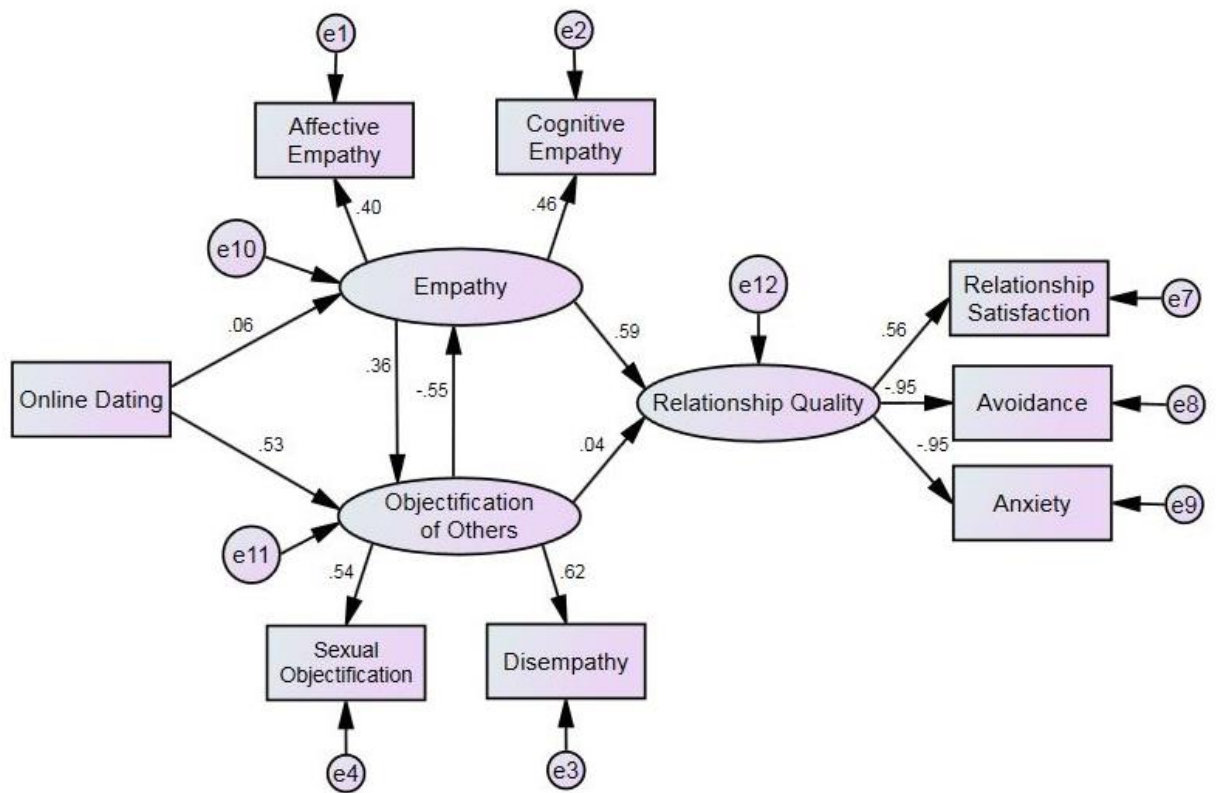 e1
e2
Affective
Empathy
Cognitive
Empathy
.40
.46
e10
Empathy
e12
Relationship
Satisfaction
e7
.06
.59
.56
.36
-.55
Online Dating
Relationship Quality
-.95
Avoidance
e8
.53
.04
-.95
Objectification
of Others
Anxiety
e9
e11
.54
.62
Sexual
Objectification
Disempathy
e4
e3